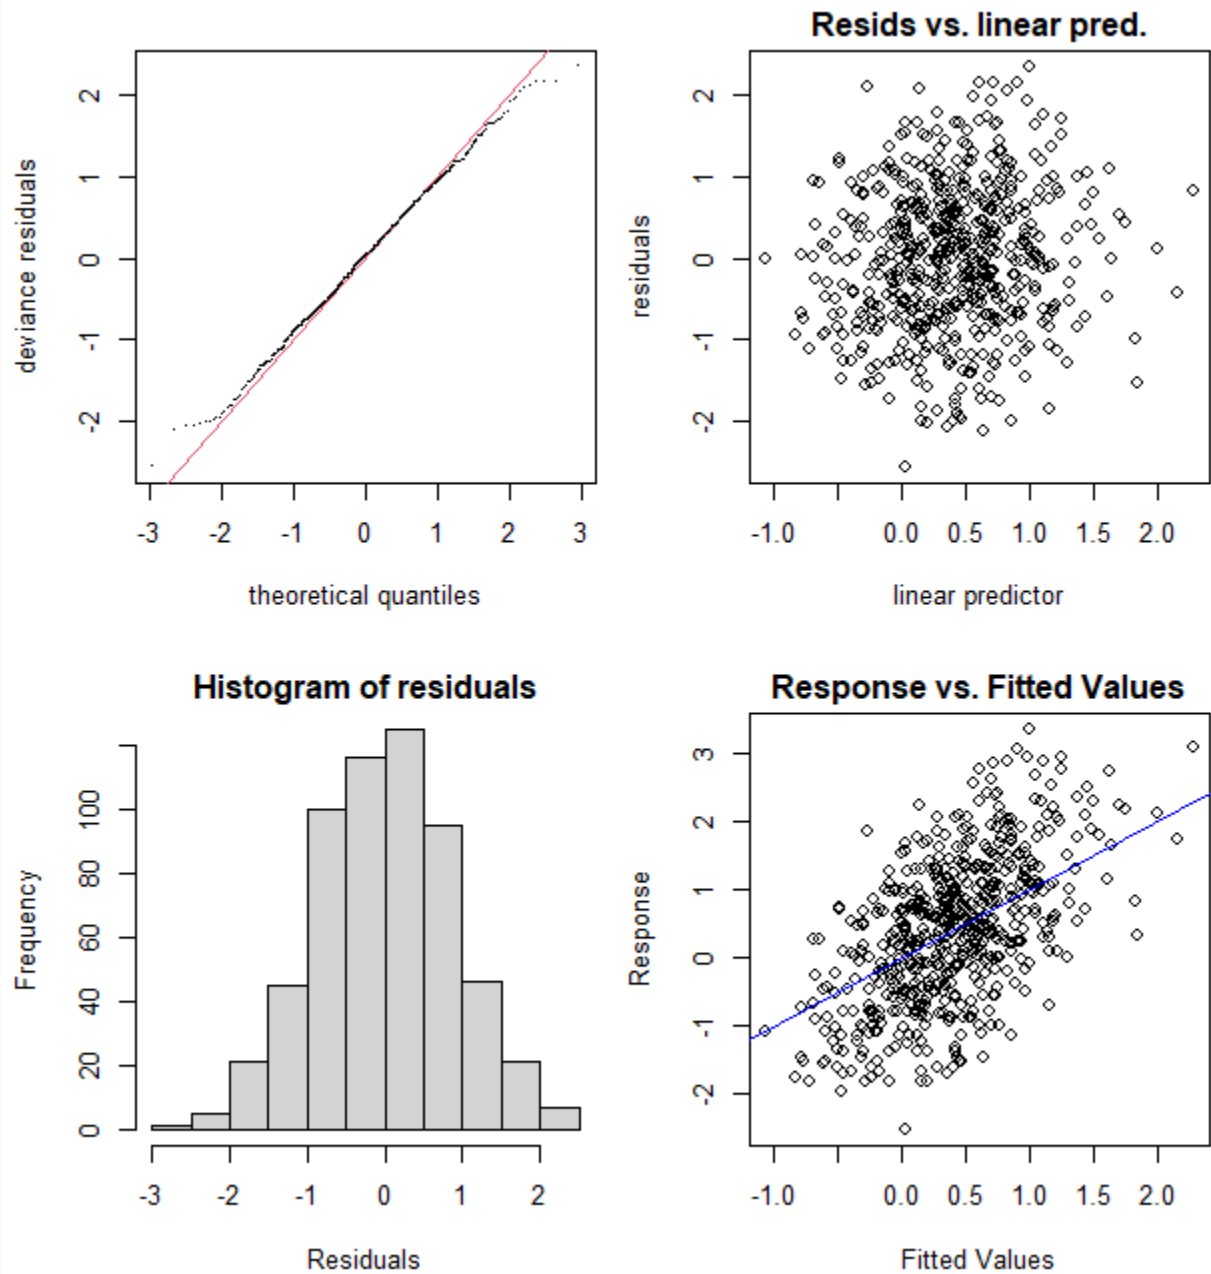 deviance residuals
2
1
0
-1
-2
-3 -2 -1 0 1 2 3
theoretical quantiles
Resids vs. linear pred.
residuals
2
1
0
-1
-2
-1.0 0.0 0.5 1.0 1.5 2.0
linear predictor
Histogram of residuals
Frequency
100
80
60
40
20
0
-3 -2 -1 0 1 2
Residuals
Response vs. Fitted Values
Response
3
2
1
0
-1
-2
-1.0 0.0 0.5 1.0 1.5 2.0
Fitted Values